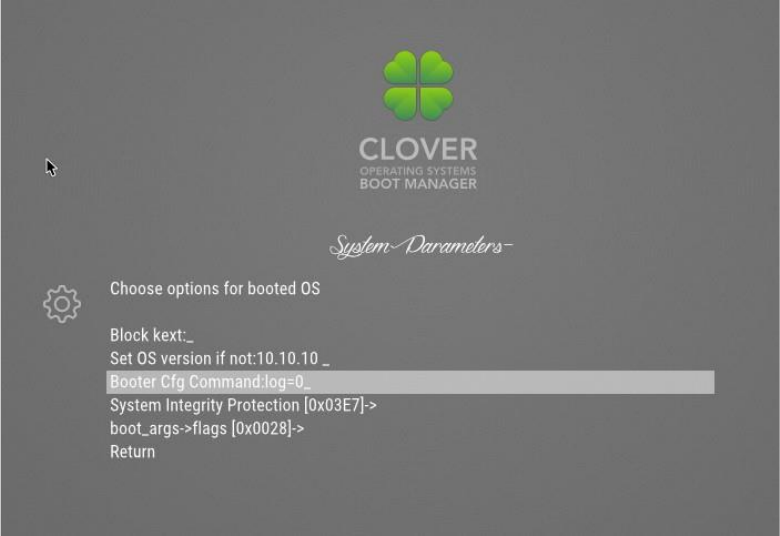 CLOVER
OPERATING SYSTEMS
BOOT MANAGER
System Parameters
Choose options for booted OS
Block kext:_
Set OS version if not:10.10.10 _
Booter Cfg Command:log=0_
System Integrity Protection [0x03E7]->
boot_args->flags [0x0028]->
Return